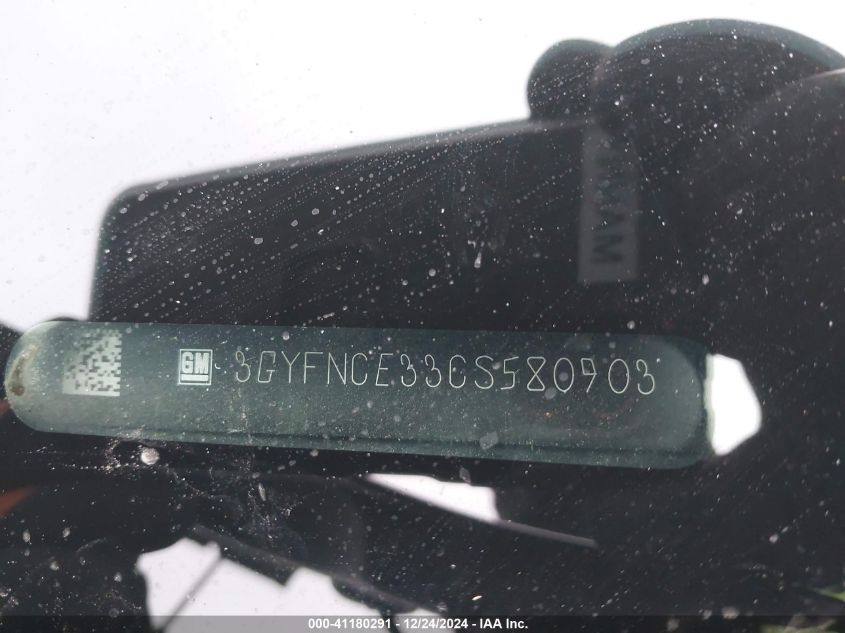 GM 3GYFNCE33CS580903
000-41180291 - 12/24/2024 - IAA Inc.